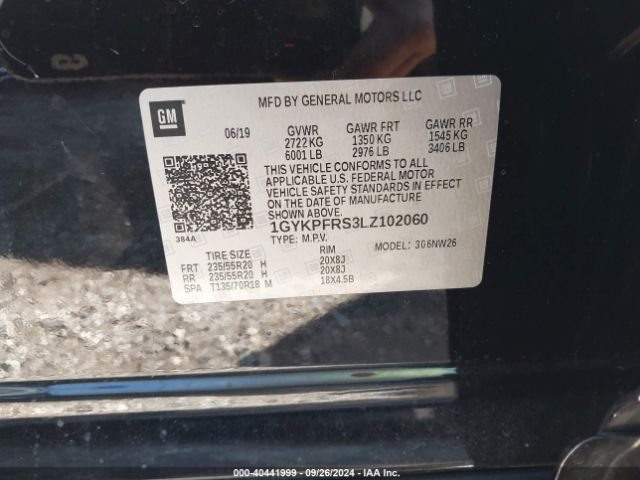 GM
MFD BY GENERAL MOTORS LLC
06/19
GVWR GAWR FRT GAWR RR
2722 KG 1350 KG 1545 KG
6001 LB 2976 LB 3406 LB
THIS VEHICLE CONFORMS TO ALL
APPLICABLE U.S. FEDERAL MOTOR
VEHICLE SAFETY STANDARDS IN EFFECT
ON THE DATE OF MANUFACTURE
SHOWN ABOVE.
1GYKPFRS3LZ102060
384A
TYPE: M.P.V. MODEL: 306NW26
TIRE SIZE RIM
FRT 235/55R20 H 20X8J
RR 235/55R20 H 20X8J
SPA T135/70R18 M 18X4.5B
000-40441999 - 09/26/2024 - IAA Inc.